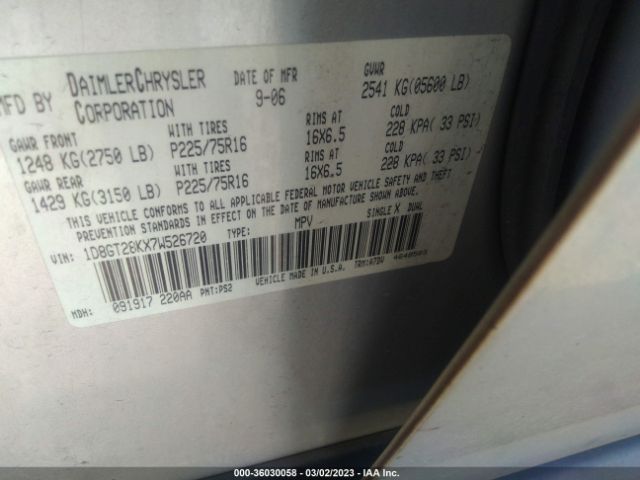 MFD BY DAIMLERCHRYSLER CORPORATION
DATE OF MFR 9-06
GVWR 2541 KG(05600 LB)
GAWR FRONT WITH TIRES RIMS AT COLD
1248 KG(2750 LB) P225/75R16 16X6.5 228 KPA( 33 PSI)
GAWR REAR WITH TIRES RIMS AT COLD
1429 KG(3150 LB) P225/75R16 16X6.5 228 KPA( 33 PSI)
THIS VEHICLE CONFORMS TO ALL APPLICABLE FEDERAL MOTOR VEHICLE SAFETY AND THEFT
PREVENTION STANDARDS IN EFFECT ON THE DATE OF MANUFACTURE SHOWN ABOVE.
VIN: 1D8GT28KX7W526720 TYPE: MPV SINGLE X DUAL
MDH: 091917 220AA PNT:PS2 VEHICLE MADE IN U.S.A. TRM:A7DV
000-36030058 - 03/02/2023 - IAA Inc.